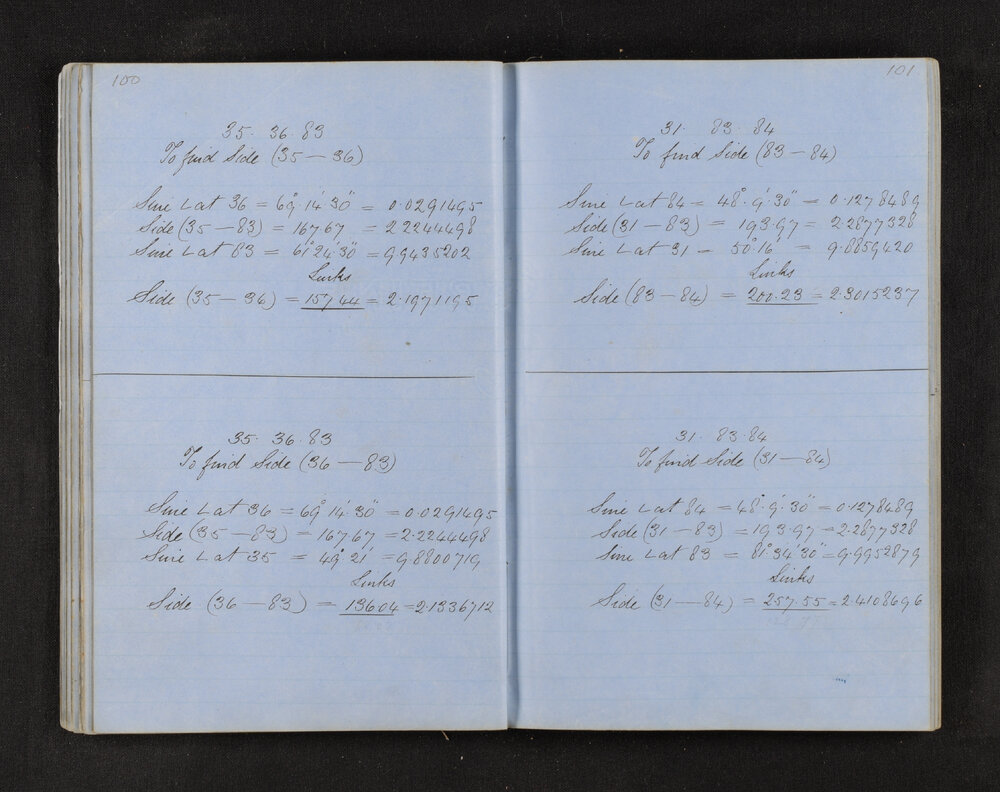 100
35. 36. 83
To find Side (35 — 36)
Sine ∠ at 36 = 69°.14'.30" = 0.0291495
Side (35 — 83) = 167.67 = 2.2244498
Sine ∠ at 83 = 61°24'.30" = 9.9435202
Links
Side (35 — 36) = 157.44 = 2.1971195
35. 36. 83
To find Side (36 — 83)
Sine ∠ at 36 = 69°.14'.30" = 0.0291495
Side (35 — 83) = 167.67 = 2.2244498
Sine ∠ at 35 = 49°.21' = 9.8800719
Links
Side (36 — 83) = 136.04 = 2.1336712
101
31. 83. 84
To find Side (83 — 84)
Sine ∠ at 84 = 48°.9'.30" = 0.1278489
Side (31 — 83) = 193.97 = 2.2877328
Sine ∠ at 31 = 50°.16' = 9.8859420
Links
Side (83 — 84) = 200.23 = 2.3015237
31. 83. 84
To find Side (31 — 84)
Sine ∠ at 84 = 48°.9'.30" = 0.1278489
Side (31 — 83) = 193.97 = 2.2877328
Sine ∠ at 83 = 81°.34'.30" = 9.9952879
Links
Side (31 — 84) = 257.55 = 2.4108696